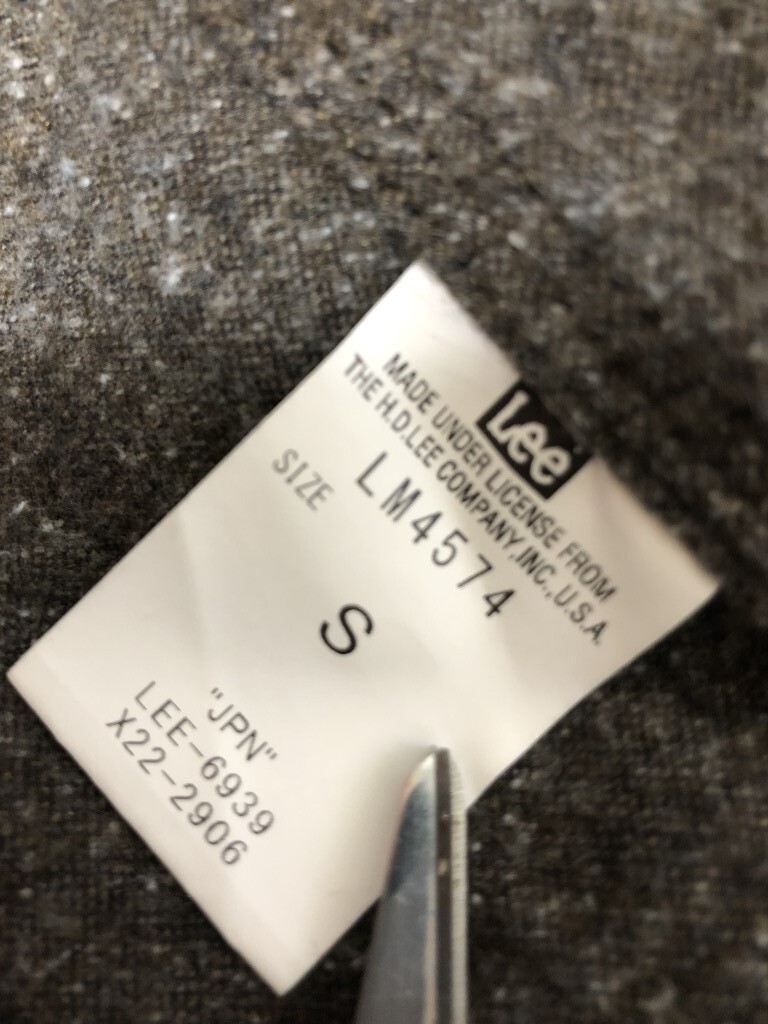 Lee
MADE UNDER LICENSE FROM
THE H.D.LEE COMPANY,INC.,U.S.A.
LM4574
SIZE
S
"JPN"
LEE-6939
X22-2906